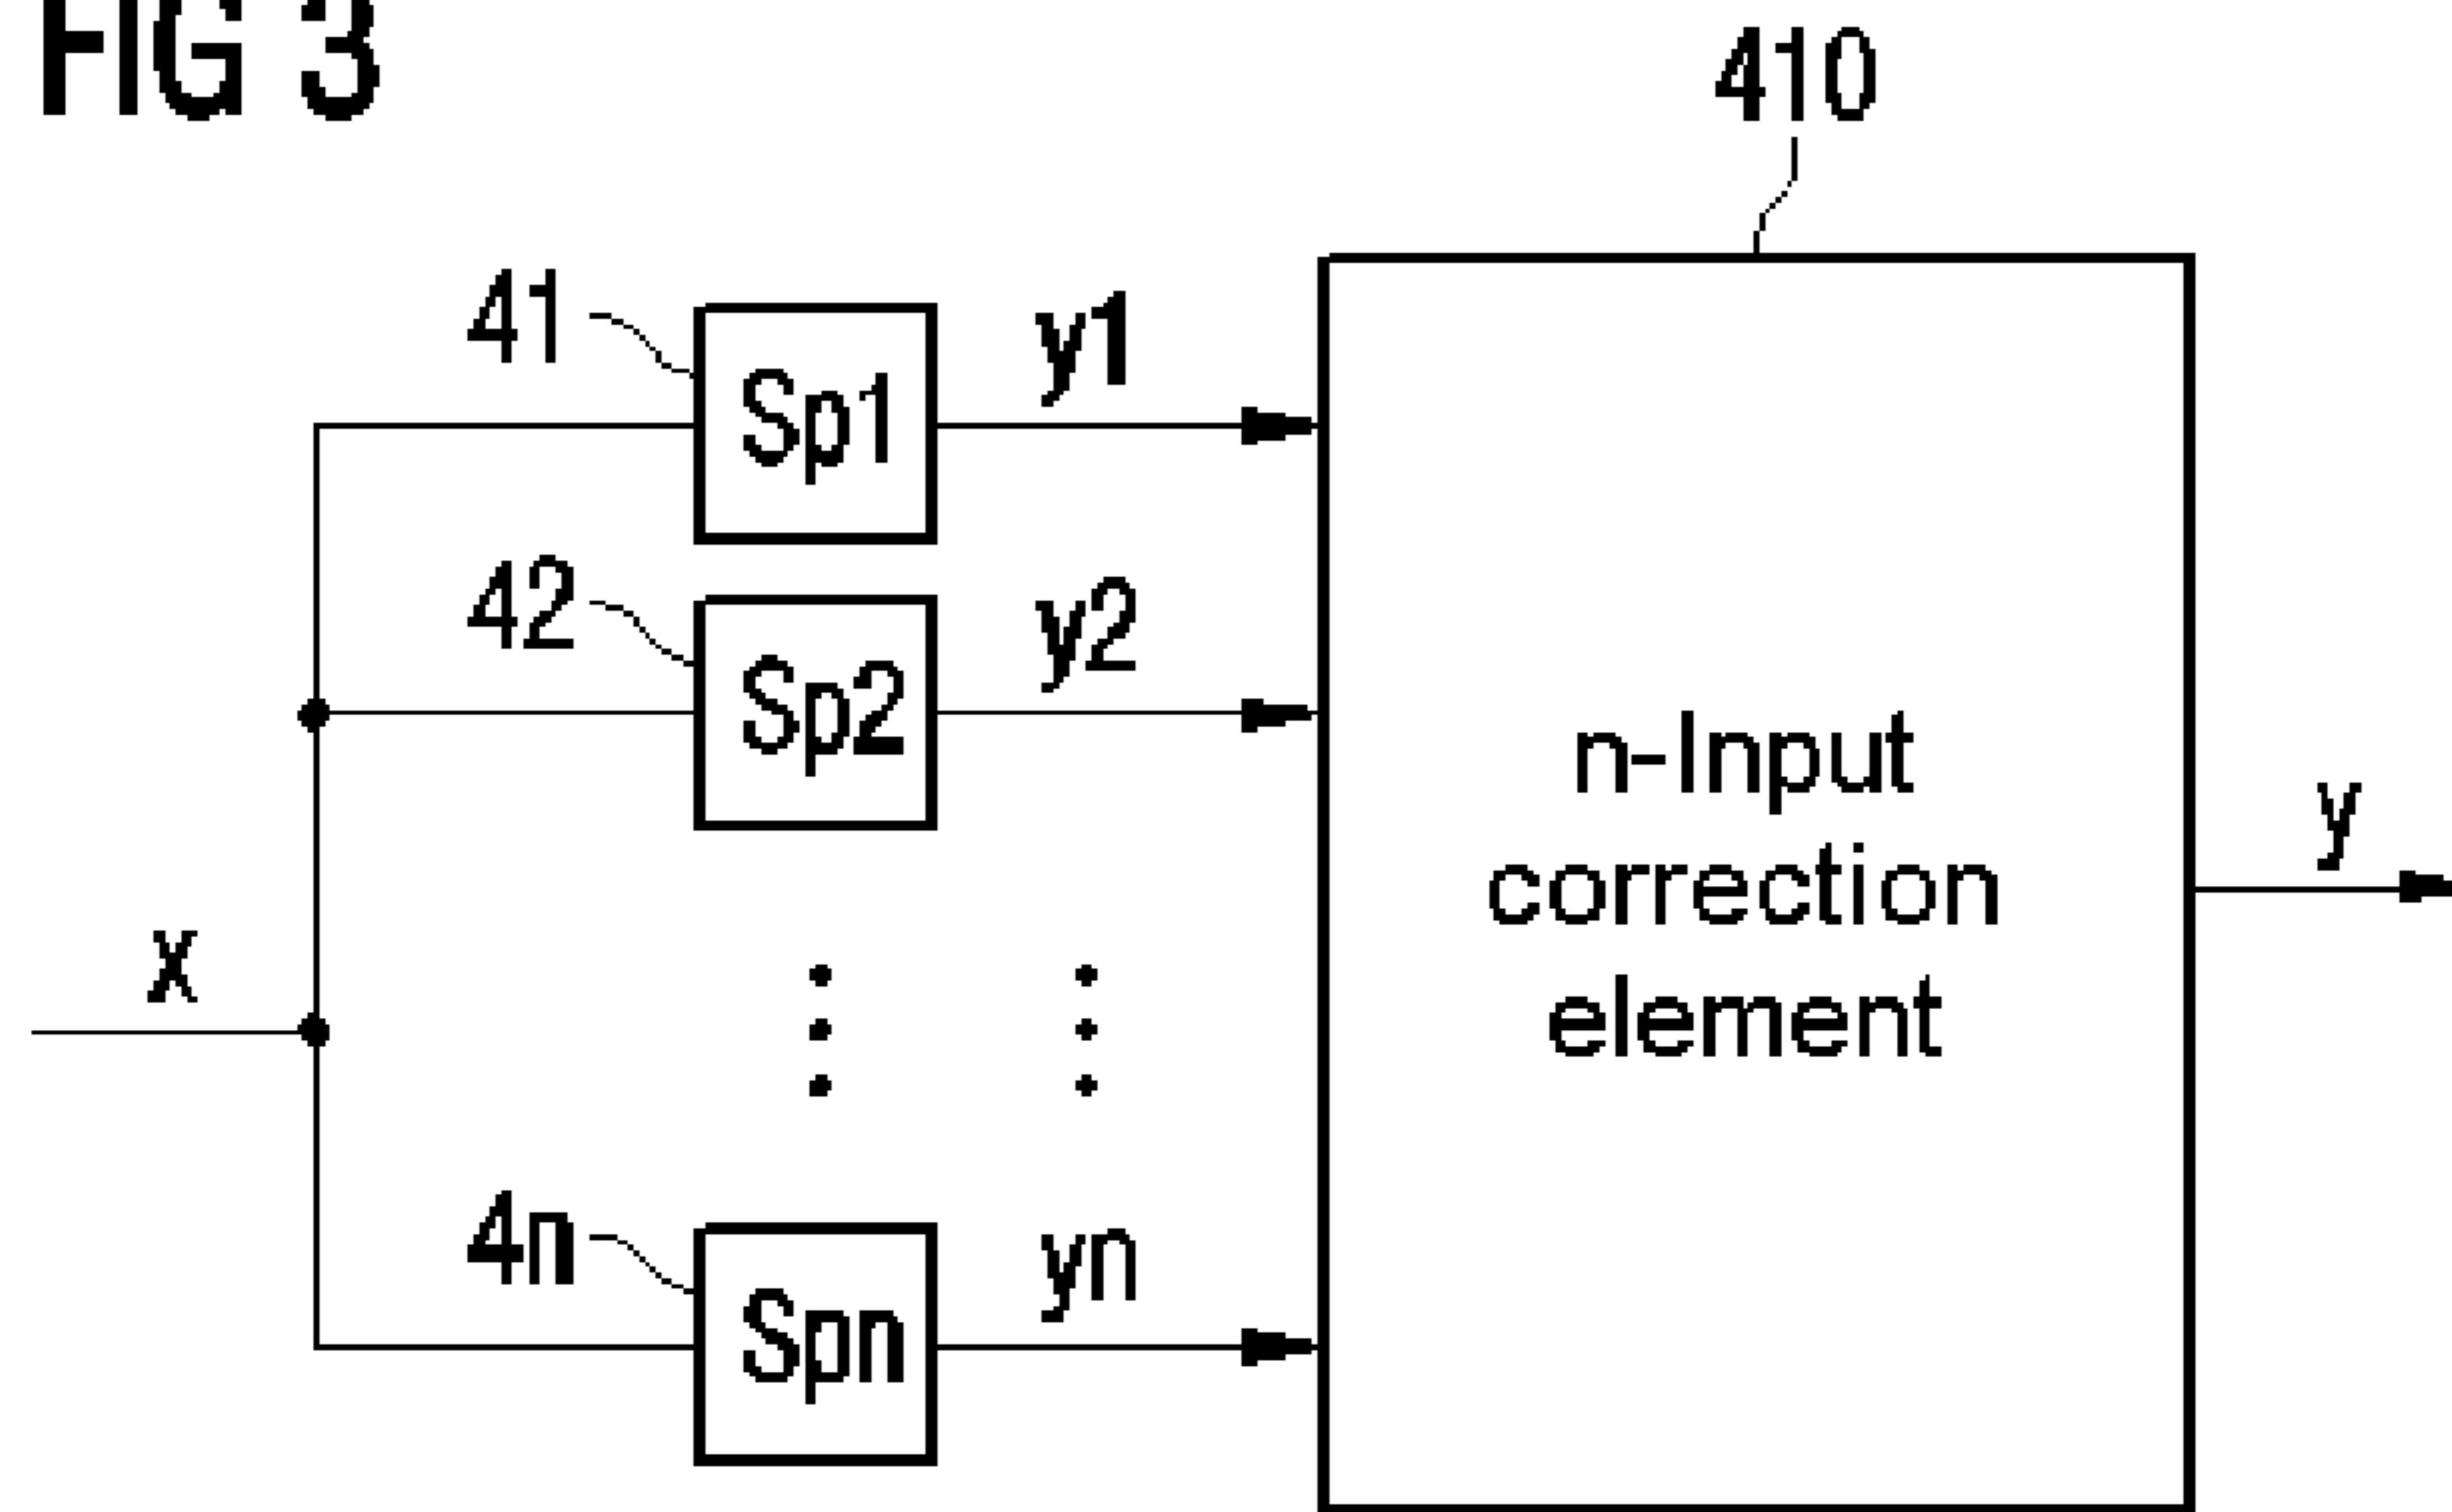 FIG 3
410
41
Sp1
y1
42
Sp2
y2
n-Input
correction
element
y
x
4n
Spn
yn